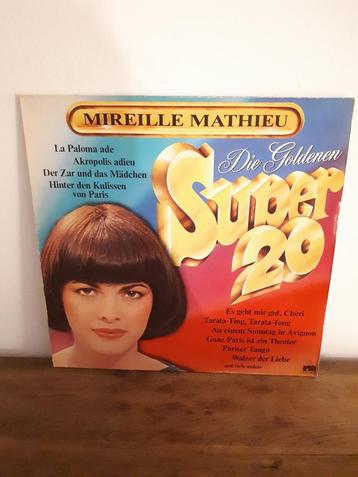 MIREILLE MATHIEU
La Paloma ade
Akropolis adieu
Der Zar und das Mädchen
Hinter den Kulissen
von Paris
Die Goldenen
Super
20
Es geht mir gut, Chéri
Tarata-Ting, Tarata-Tong
An einem Sonntag in Avignon
Ganz Paris ist ein Theater
Pariser Tango
Walzer der Liebe
und viele andere
ariola